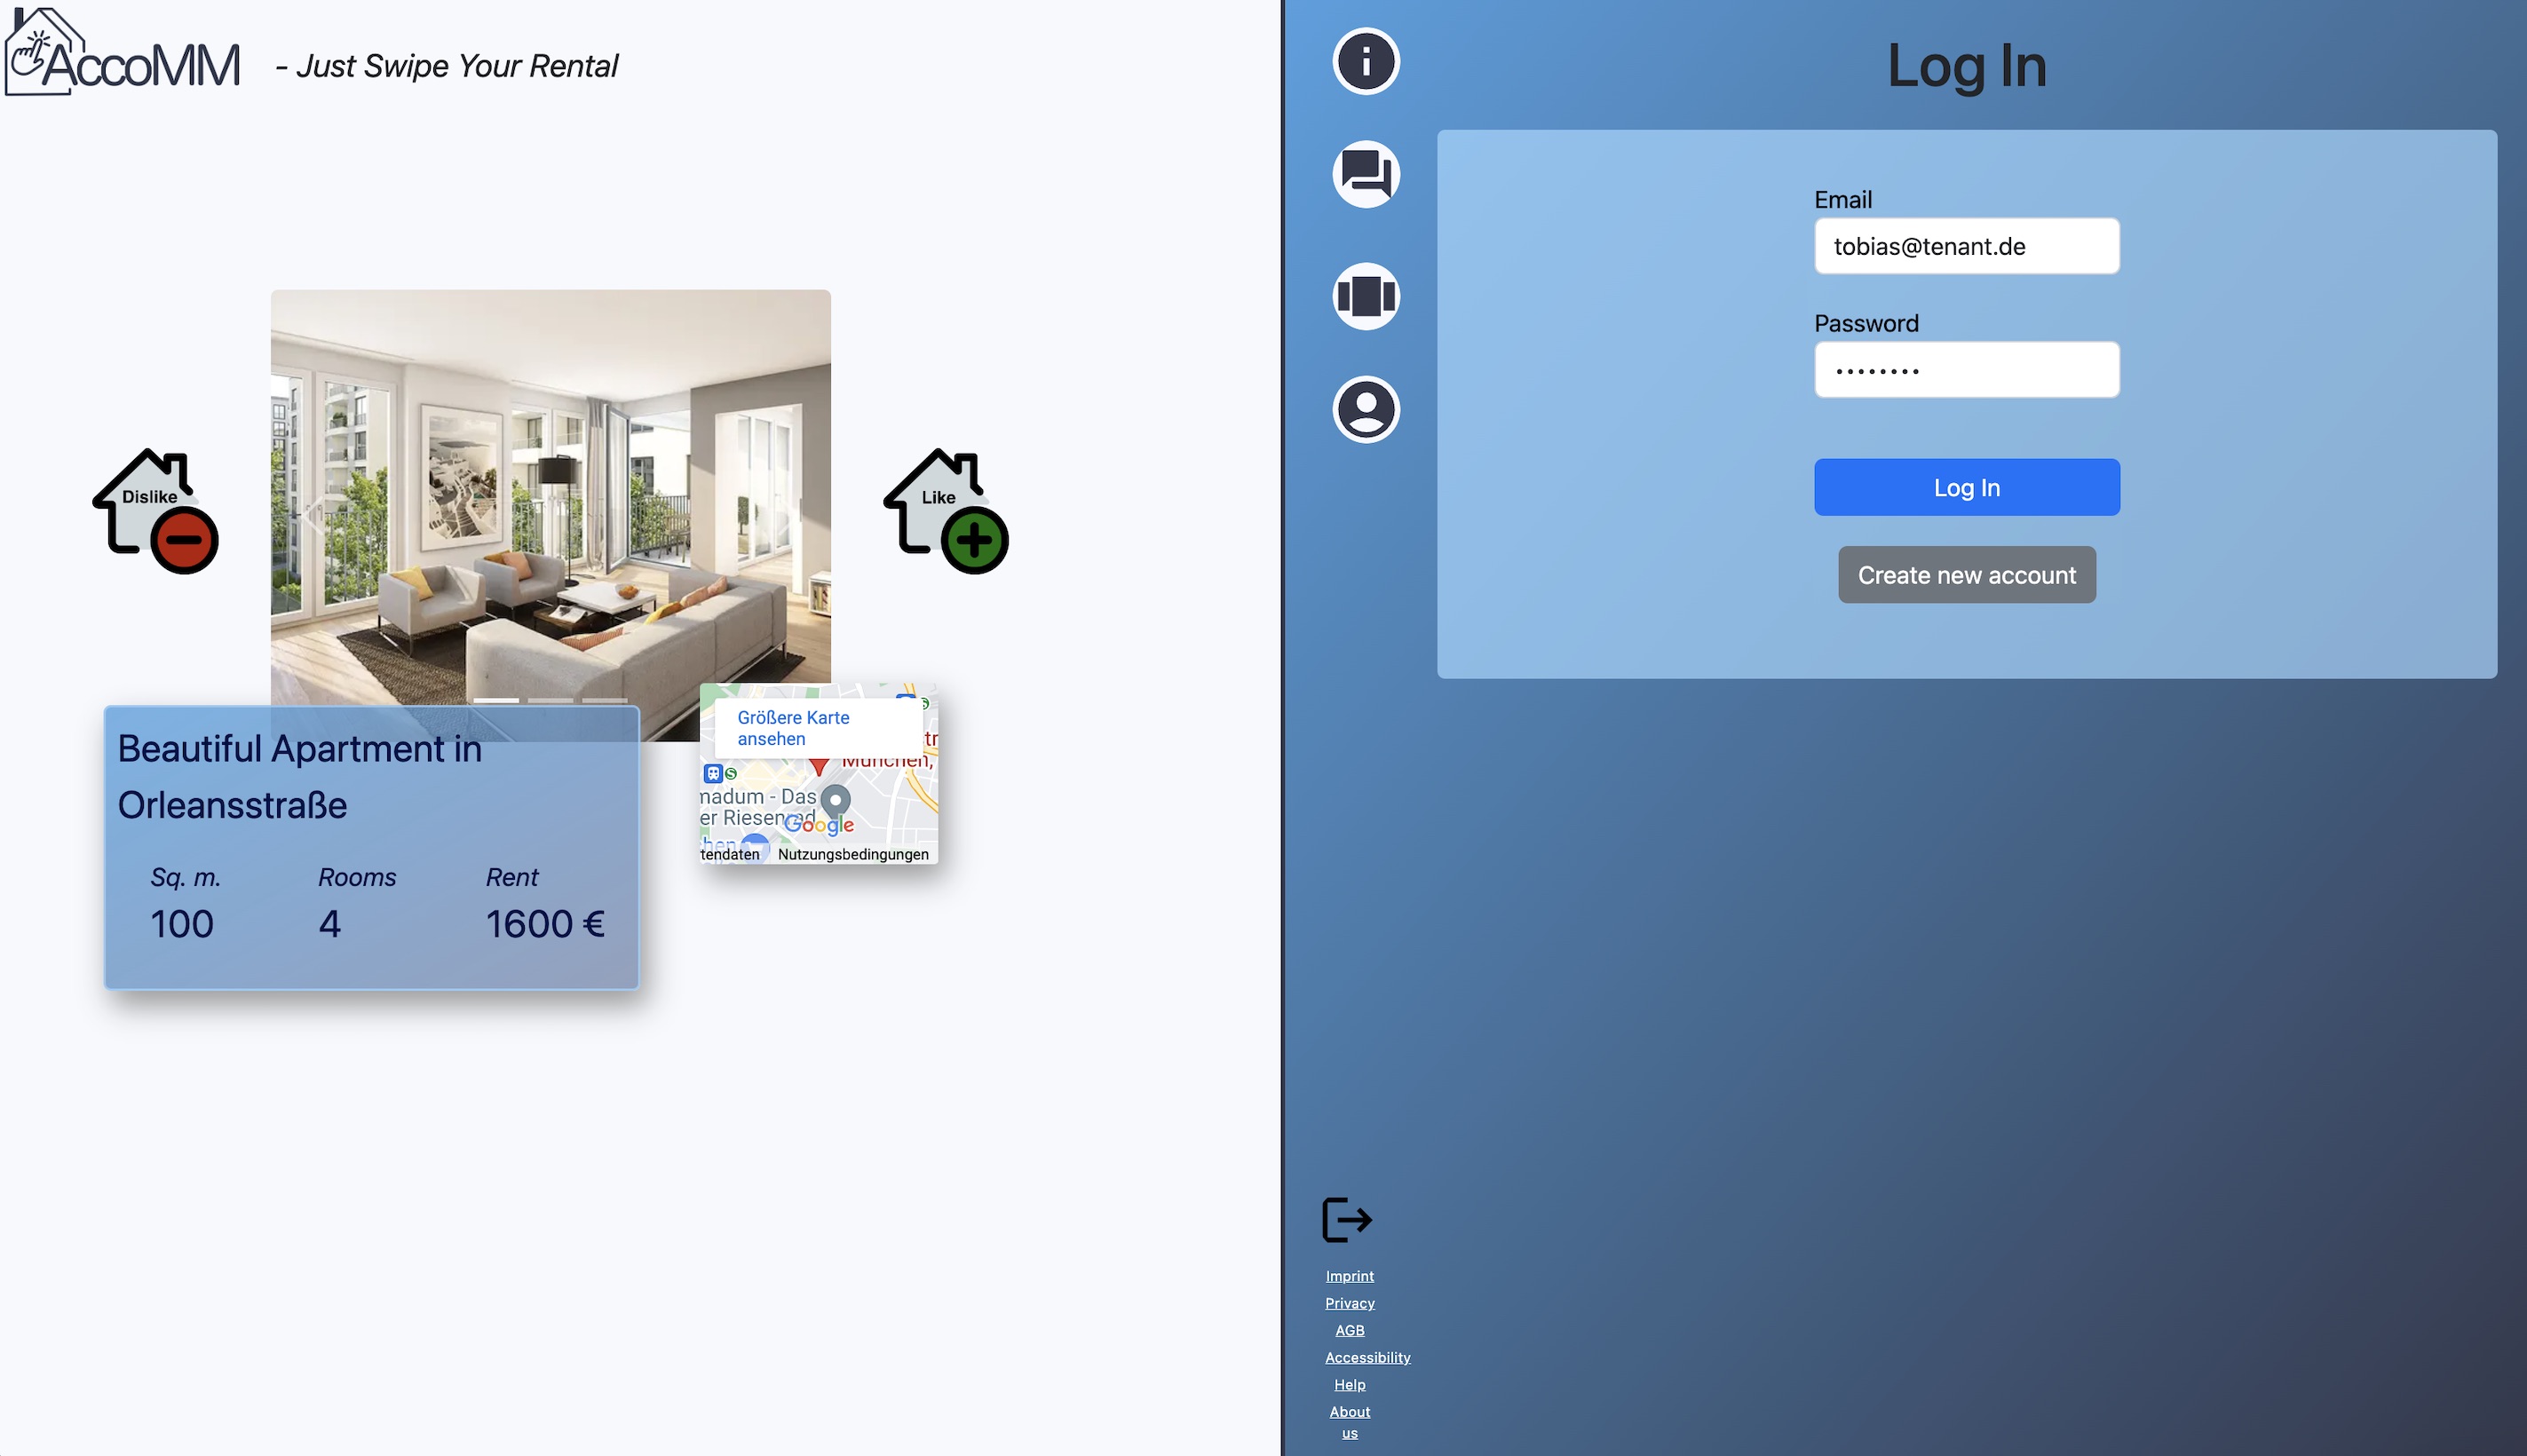 AccoMM
- Just Swipe Your Rental
Dislike
Like
Beautiful Apartment in
Orleansstraße
Sq. m.
Rooms
Rent
100
4
1600 €
Größere Karte
ansehen
München,
- Das
er Riesenrad
Google
tendaten
Nutzungsbedingungen
Log In
Email
tobias@tenant.de
Password
••••••••
Log In
Create new account
Imprint
Privacy
AGB
Accessibility
Help
About
us